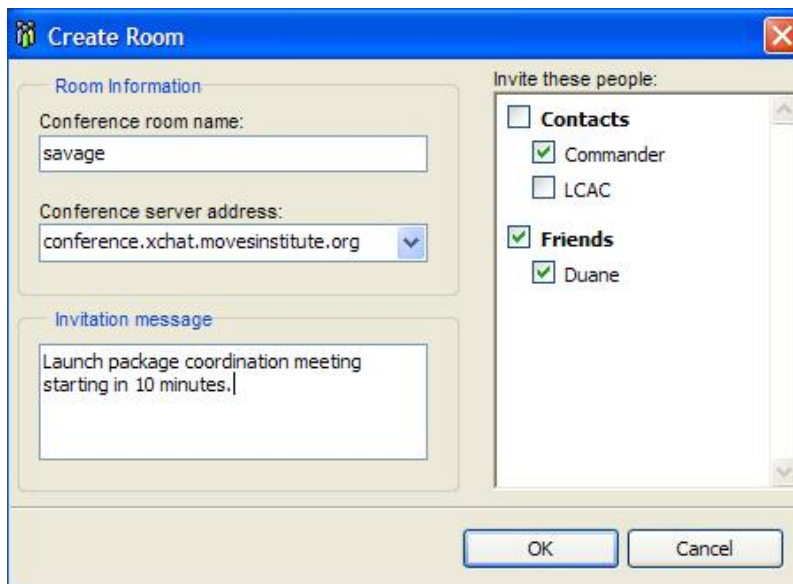 Create Room
Room Information
Conference room name:
savage
Conference server address:
conference.xchat.movesinstitute.org
Invitation message
Launch package coordination meeting
starting in 10 minutes.
Invite these people:
Contacts
Commander
LCAC
Friends
Duane
OK
Cancel